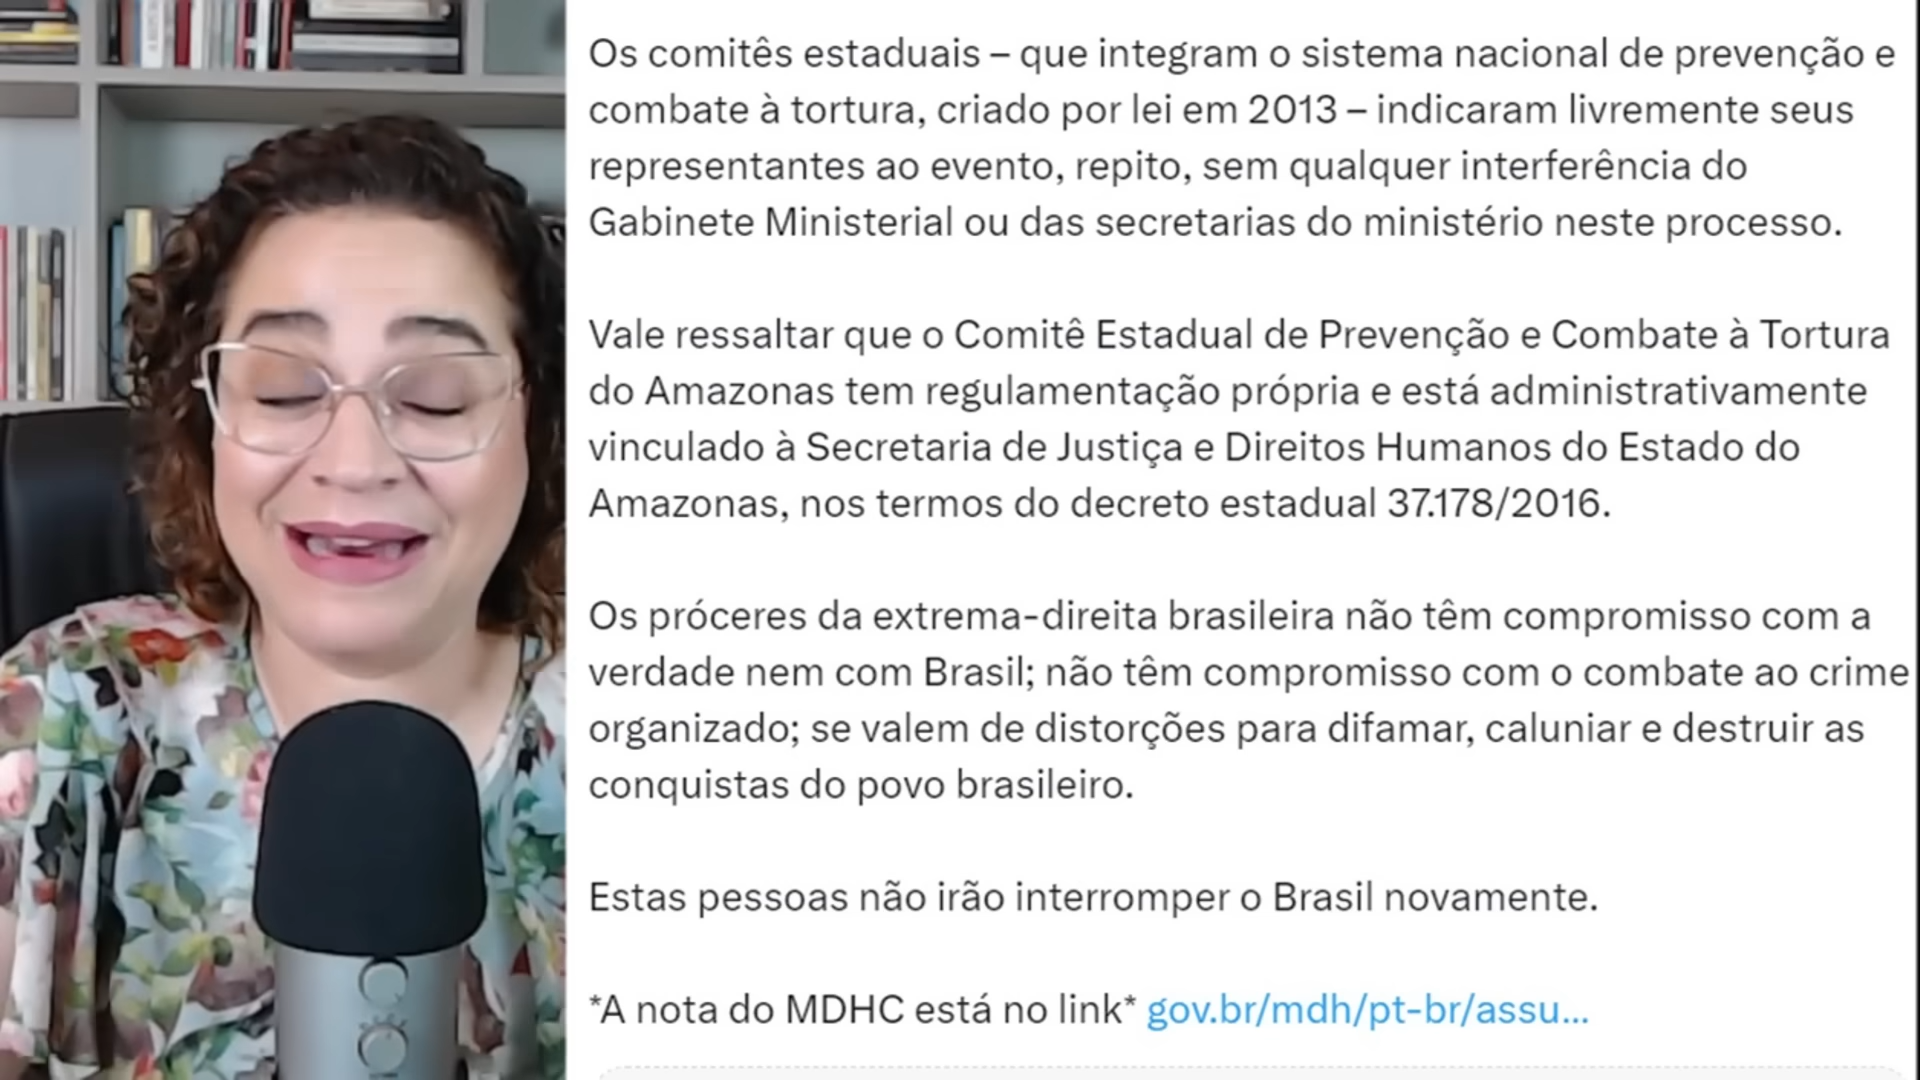 Os comitês estaduais – que integram o sistema nacional de prevenção e
combate à tortura, criado por lei em 2013 – indicaram livremente seus
representantes ao evento, repito, sem qualquer interferência do
Gabinete Ministerial ou das secretarias do ministério neste processo.
Vale ressaltar que o Comitê Estadual de Prevenção e Combate à Tortura
do Amazonas tem regulamentação própria e está administrativamente
vinculado à Secretaria de Justiça e Direitos Humanos do Estado do
Amazonas, nos termos do decreto estadual 37.178/2016.
Os próceres da extrema-direita brasileira não têm compromisso com a
verdade nem com Brasil; não têm compromisso com o combate ao crime
organizado; se valem de distorções para difamar, caluniar e destruir as
conquistas do povo brasileiro.
Estas pessoas não irão interromper o Brasil novamente.
*A nota do MDHC está no link* gov.br/mdh/pt-br/assu...